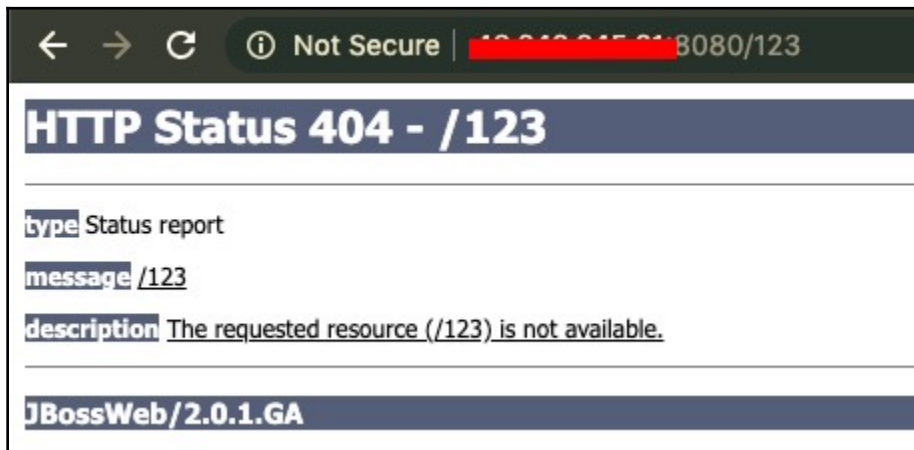 Not Secure :8080/123
HTTP Status 404 - /123
type Status report
message /123
description The requested resource (/123) is not available.
JBossWeb/2.0.1.GA